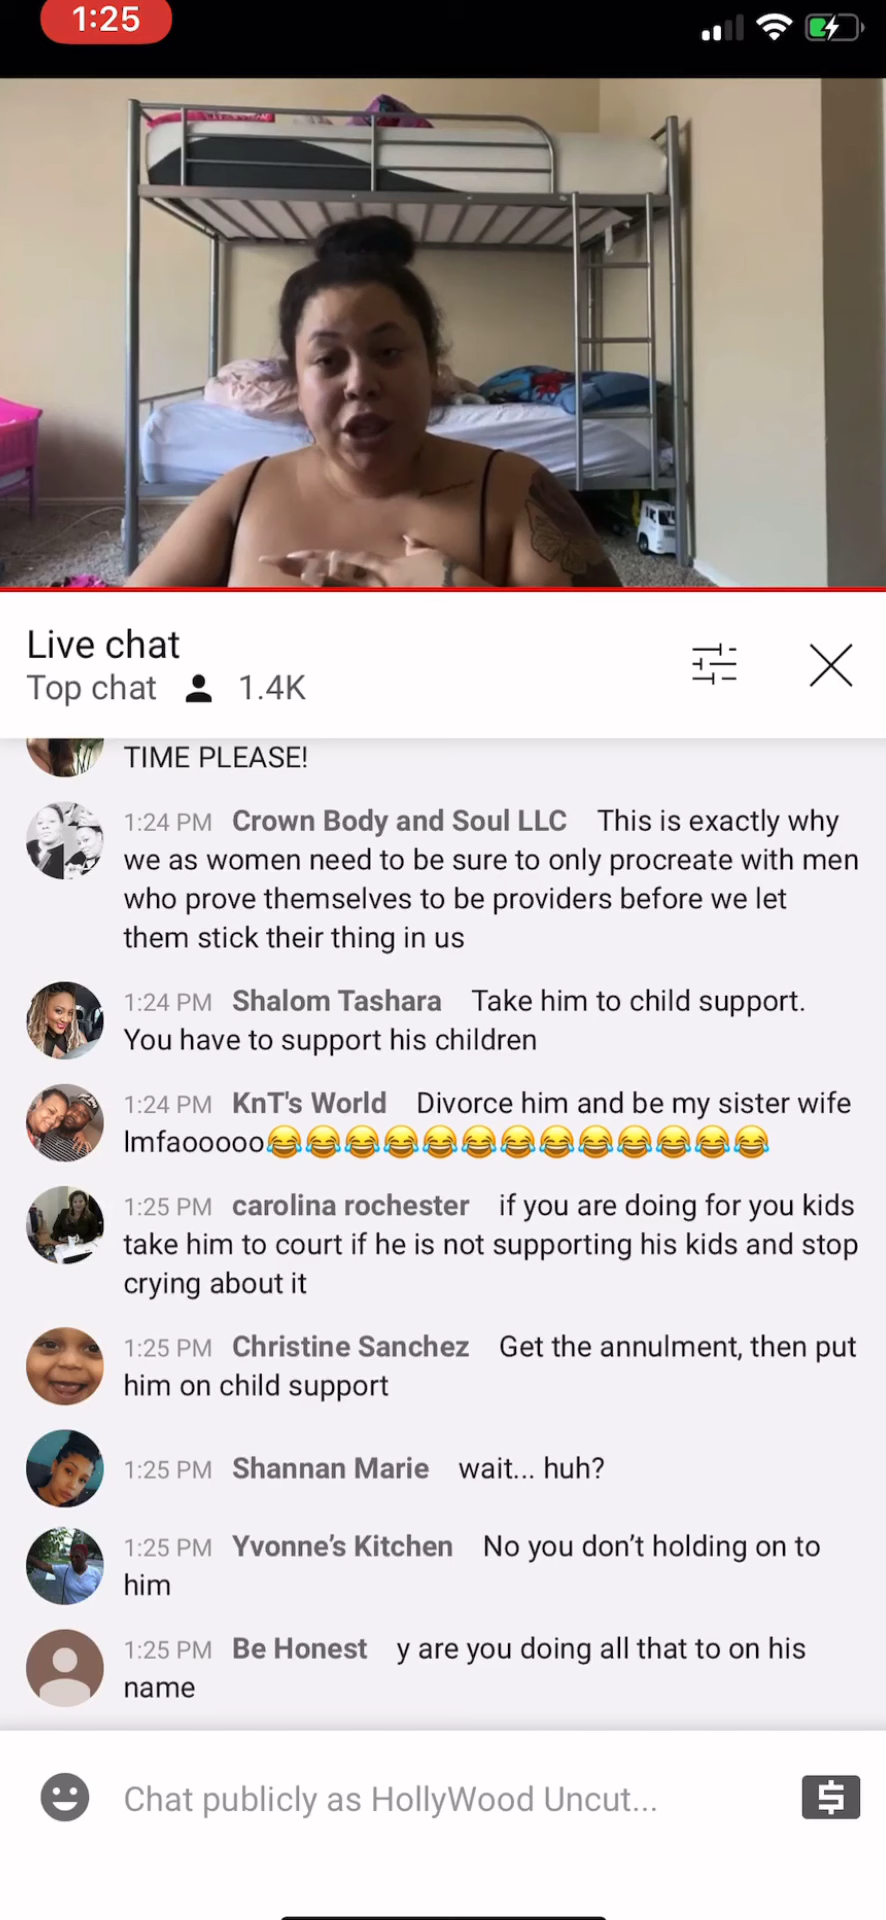 1:25
Live chat
Top chat 1.4K
TIME PLEASE!
1:24 PM Crown Body and Soul LLC This is exactly why
we as women need to be sure to only procreate with men
who prove themselves to be providers before we let
them stick their thing in us
1:24 PM Shalom Tashara Take him to child support.
You have to support his children
1:24 PM KnT's World Divorce him and be my sister wife
lmfaooooo😂😂😂😂😂😂😂😂😂😂😂😂😂
1:25 PM carolina rochester if you are doing for you kids
take him to court if he is not supporting his kids and stop
crying about it
1:25 PM Christine Sanchez Get the annulment, then put
him on child support
1:25 PM Shannan Marie wait... huh?
1:25 PM Yvonne’s Kitchen No you don’t holding on to
him
1:25 PM Be Honest y are you doing all that to on his
name
Chat publicly as HollyWood Uncut...